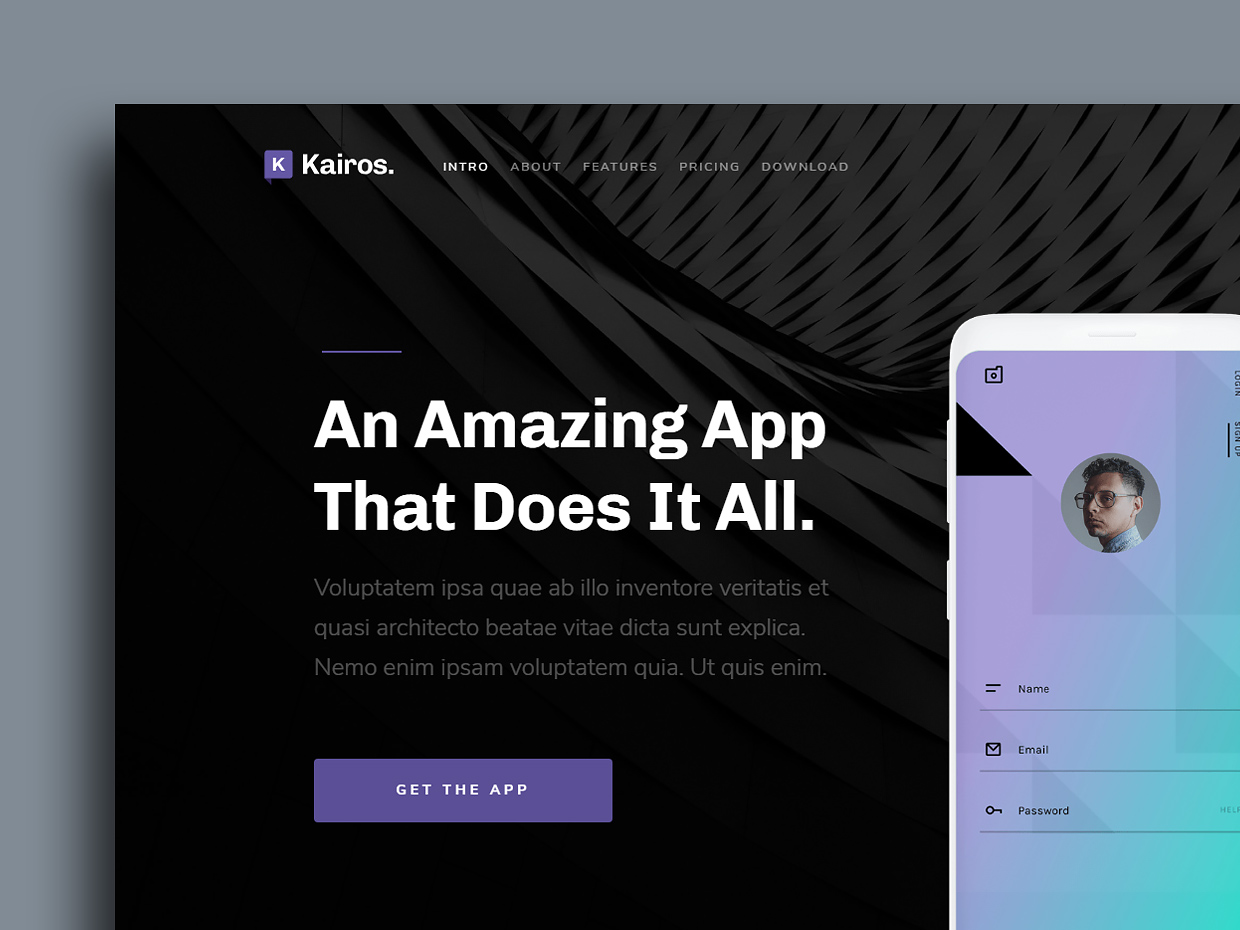 K Kairos.
INTRO ABOUT FEATURES PRICING DOWNLOAD
An Amazing App
That Does It All.
Voluptatem ipsa quae ab illo inventore veritatis et
quasi architecto beatae vitae dicta sunt explica.
Nemo enim ipsam voluptatem quia. Ut quis enim.
GET THE APP
LOGIN
SIGN UP
Name
Email
Password
HELP